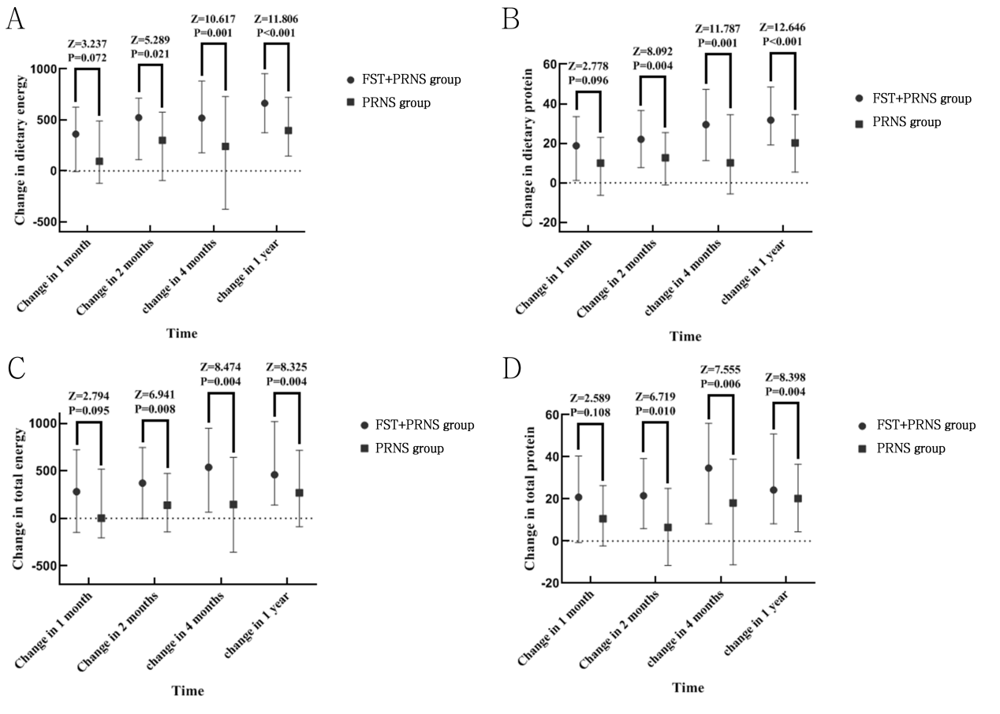 A
Z=3.237
P=0.072
Z=5.289
P=0.021
Z=10.617
P=0.001
Z=11.806
P<0.001
1000
500
0
-500
Change in dietary energy
FST+PRNS group
PRNS group
Change in 1 month
Change in 2 months
change in 4 months
change in 1 year
Time
B
Z=2.778
P=0.096
Z=8.092
P=0.004
Z=11.787
P=0.001
Z=12.646
P<0.001
60
40
20
0
-20
Change in dietary protein
FST+PRNS group
PRNS group
Change in 1 month
Change in 2 months
change in 4 months
change in 1 year
Time
C
Z=2.794
P=0.095
Z=6.941
P=0.008
Z=8.474
P=0.004
Z=8.325
P=0.004
1000
500
0
-500
Change in total energy
FST+PRNS group
PRNS group
Change in 1 month
Change in 2 months
change in 4 months
change in 1 year
Time
D
Z=2.589
P=0.108
Z=6.719
P=0.010
Z=7.555
P=0.006
Z=8.398
P=0.004
60
40
20
0
-20
Change in total protein
FST+PRNS group
PRNS group
Change in 1 month
Change in 2 months
change in 4 months
change in 1 year
Time